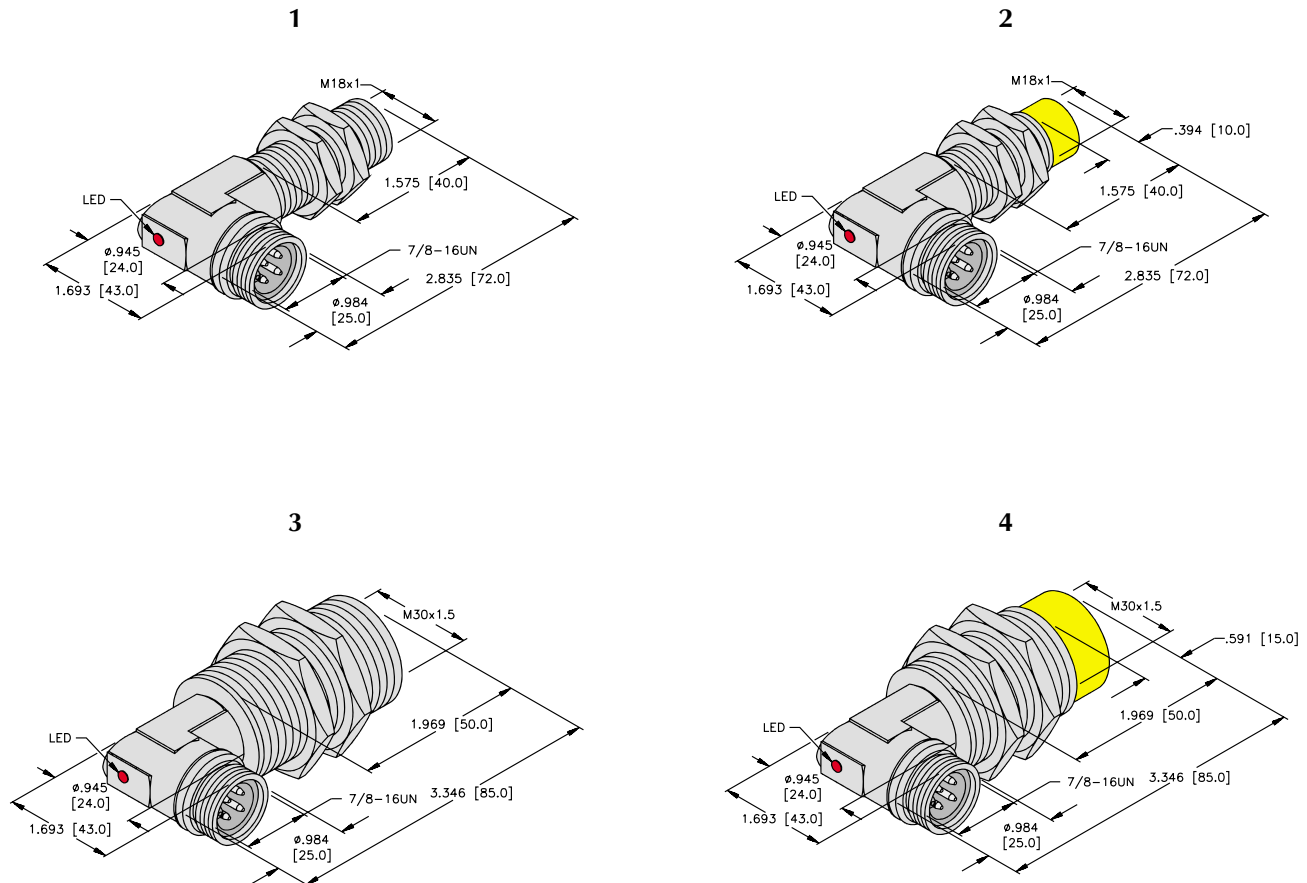 1
M18x1
LED
1.575 [40.0]
ø.945
[24.0]
7/8-16UN
1.693 [43.0]
2.835 [72.0]
ø.984
[25.0]
2
M18x1
.394 [10.0]
LED
1.575 [40.0]
ø.945
[24.0]
7/8-16UN
1.693 [43.0]
2.835 [72.0]
ø.984
[25.0]
3
M30x1.5
LED
1.969 [50.0]
ø.945
[24.0]
7/8-16UN
3.346 [85.0]
1.693 [43.0]
ø.984
[25.0]
4
M30x1.5
.591 [15.0]
LED
1.969 [50.0]
ø.945
[24.0]
7/8-16UN
3.346 [85.0]
1.693 [43.0]
ø.984
[25.0]